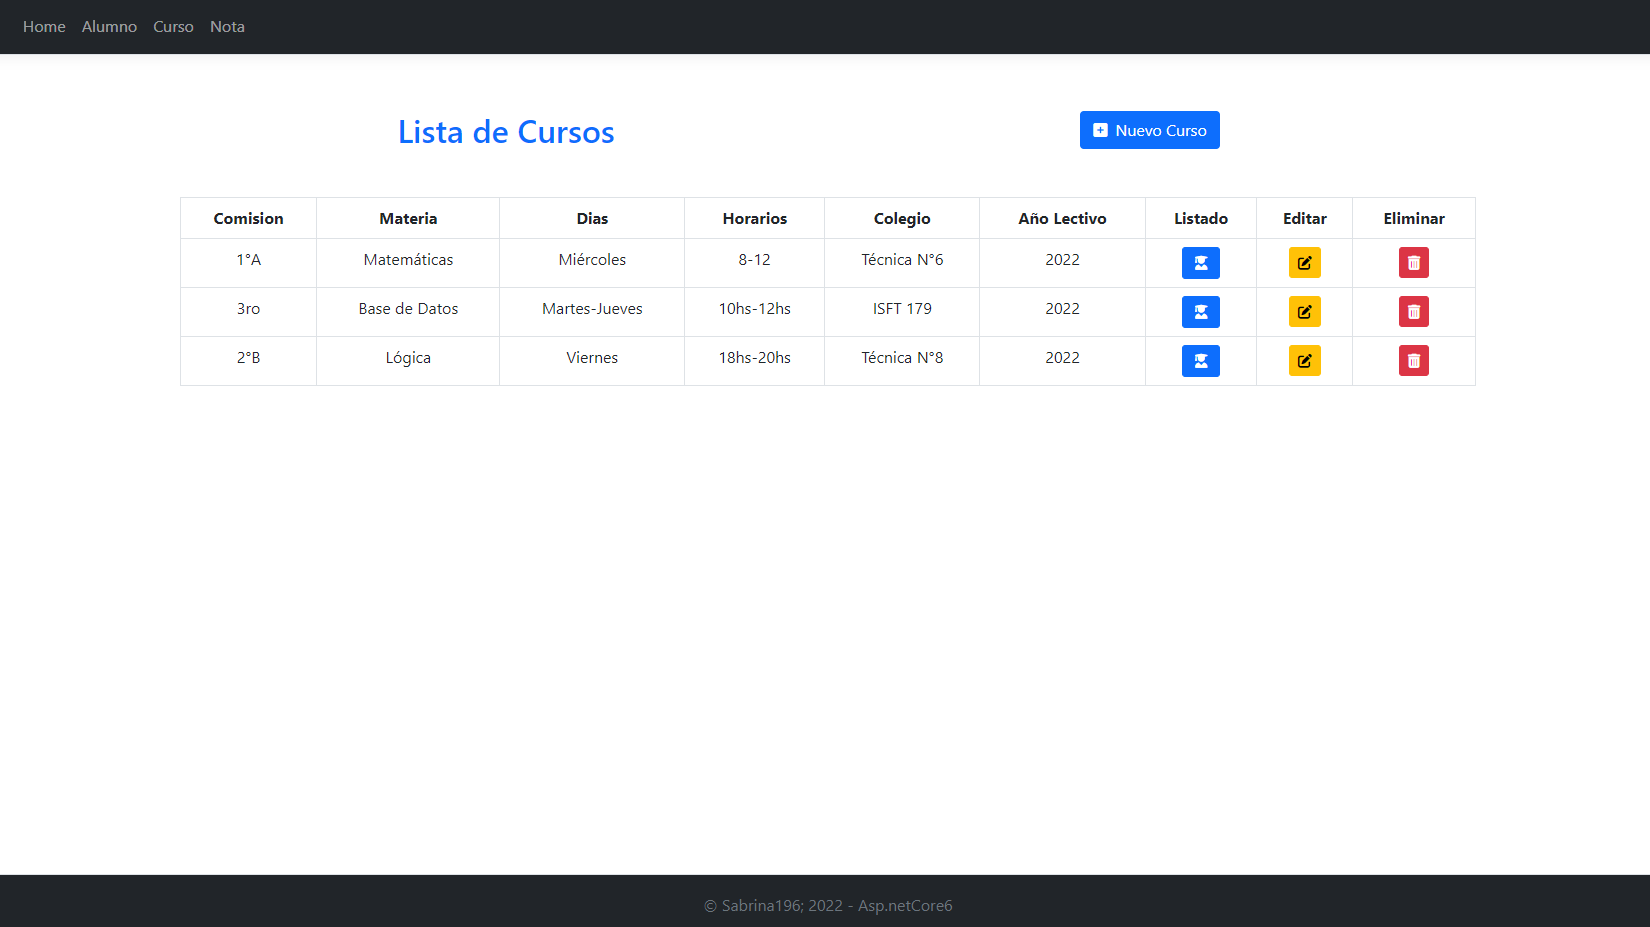 Home Alumno Curso Nota
Lista de Cursos
Nuevo Curso
Comision Materia Dias Horarios Colegio Año Lectivo Listado Editar Eliminar
1°A Matemáticas Miércoles 8-12 Técnica N°6 2022
3ro Base de Datos Martes-Jueves 10hs-12hs ISFT 179 2022
2°B Lógica Viernes 18hs-20hs Técnica N°8 2022
© Sabrina196; 2022 - Asp.netCore6